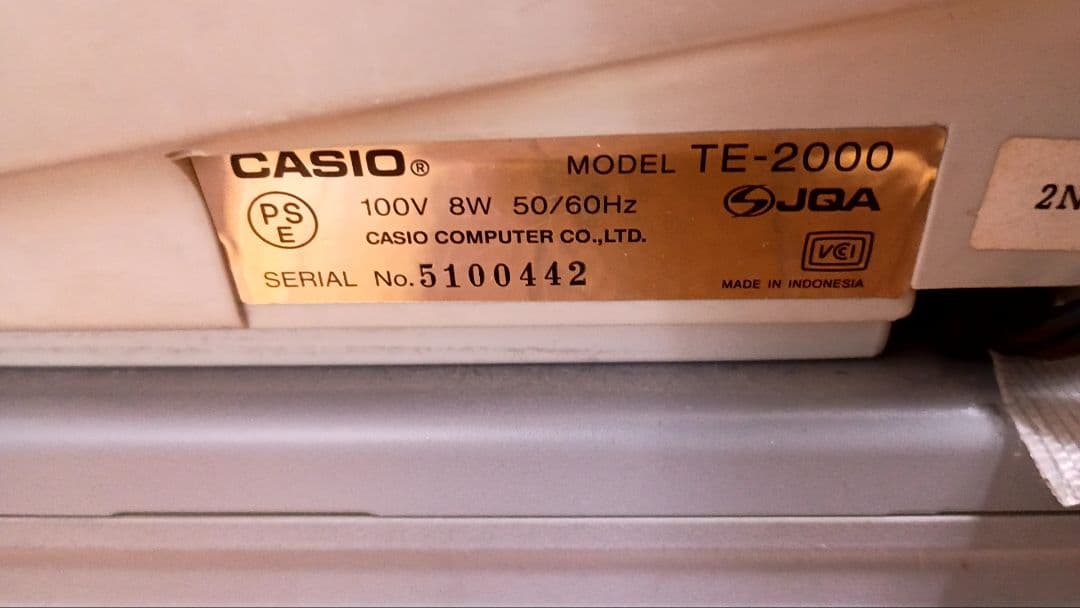 CASIO® MODEL TE-2000
PS
E
100V 8W 50/60Hz
JQA
CASIO COMPUTER CO.,LTD.
VCI
SERIAL No.5100442
MADE IN INDONESIA